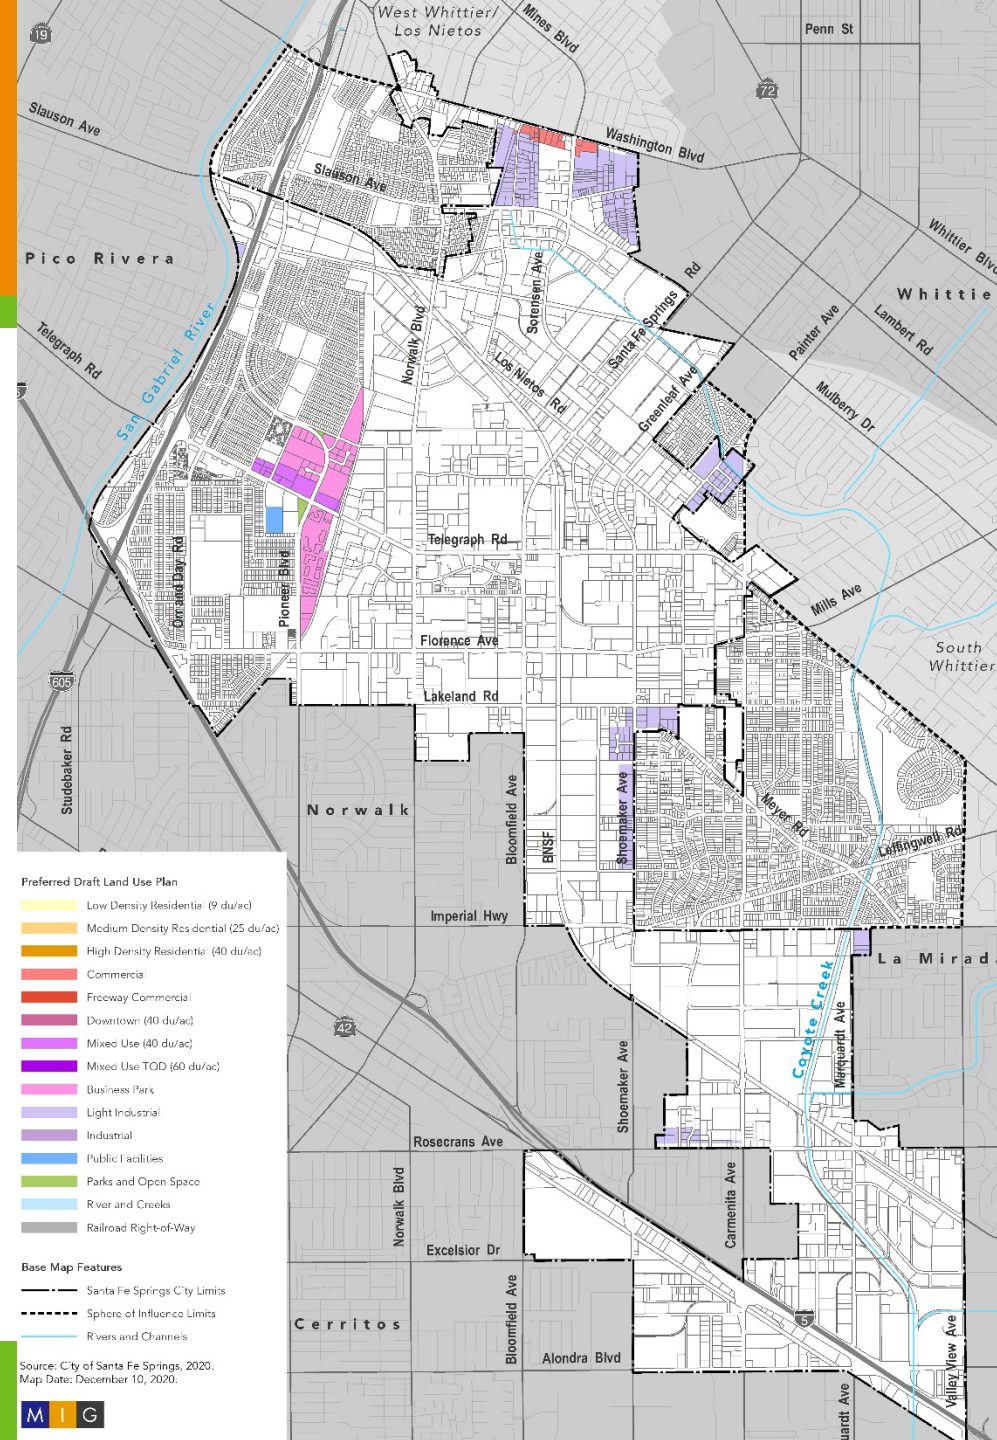 West Whittier/
Los Nietos
Mines Blvd
Penn St
19
72
Slauson Ave
Washington Blvd
Slauson Ave
Whittier Blvd
Pico Rivera
Sorensen Ave
Rd
Santa Fe Springs
Whittie
Painter Ave
Lambert Rd
Norwalk Blvd
Telegraph Rd
San Gabriel River
Los Nietos Rd
Greenleaf Ave
Mulberry Dr
5
Telegraph Rd
Orr and Day Rd
Pioneer Blvd
Mills Ave
Florence Ave
South
Whittier
605
Lakeland Rd
Studebaker Rd
Norwalk
Bloomfield Ave
BNSF
Shoemaker Ave
Meyer Rd
Leffingwell Rd
Imperial Hwy
La Mirad
42
Coyote Creek
Marquardt Ave
Shoemaker Ave
Rosecrans Ave
Norwalk Blvd
Carmenita Ave
Excelsior Dr
Cerritos
Bloomfield Ave
Alondra Blvd
5
Valley View Ave
uardt Ave
Preferred Draft Land Use Plan
Low Density Residential (9 du/ac)
Medium Density Residential (25 du/ac)
High Density Residential (40 du/ac)
Commercial
Freeway Commercial
Downtown (40 du/ac)
Mixed Use (40 du/ac)
Mixed Use TOD (60 du/ac)
Business Park
Light Industrial
Industrial
Public Facilities
Parks and Open Space
River and Creeks
Railroad Right-of-Way
Base Map Features
Santa Fe Springs City Limits
Sphere of Influence Limits
Rivers and Channels
Source: City of Santa Fe Springs, 2020.
Map Date: December 10, 2020.
MIG